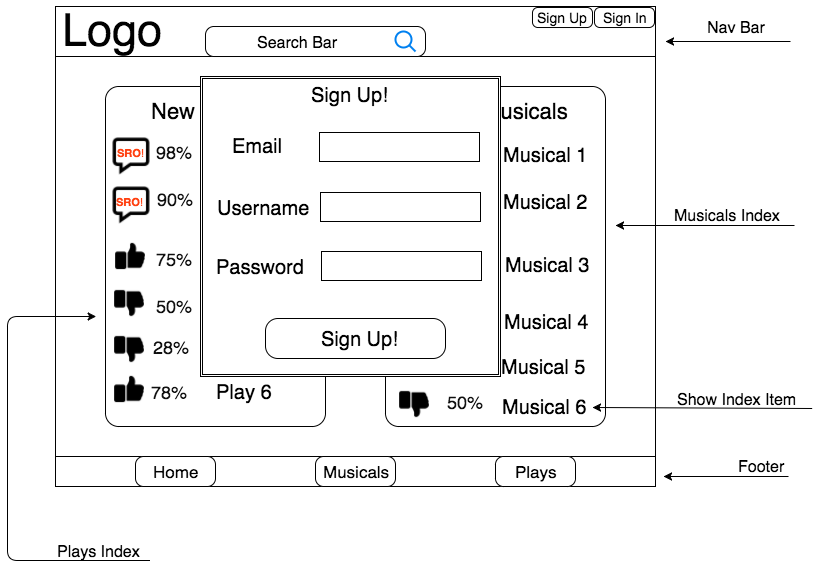 Logo
Search Bar
Sign Up
Sign In
Nav Bar
New
Sign Up!
usicals
SRO!
98%
Email
Musical 1
SRO!
90%
Username
Musical 2
Musicals Index
75%
Password
Musical 3
50%
Sign Up!
Musical 4
28%
Musical 5
78%
Play 6
50%
Musical 6
Show Index Item
Home
Musicals
Plays
Footer
Plays Index